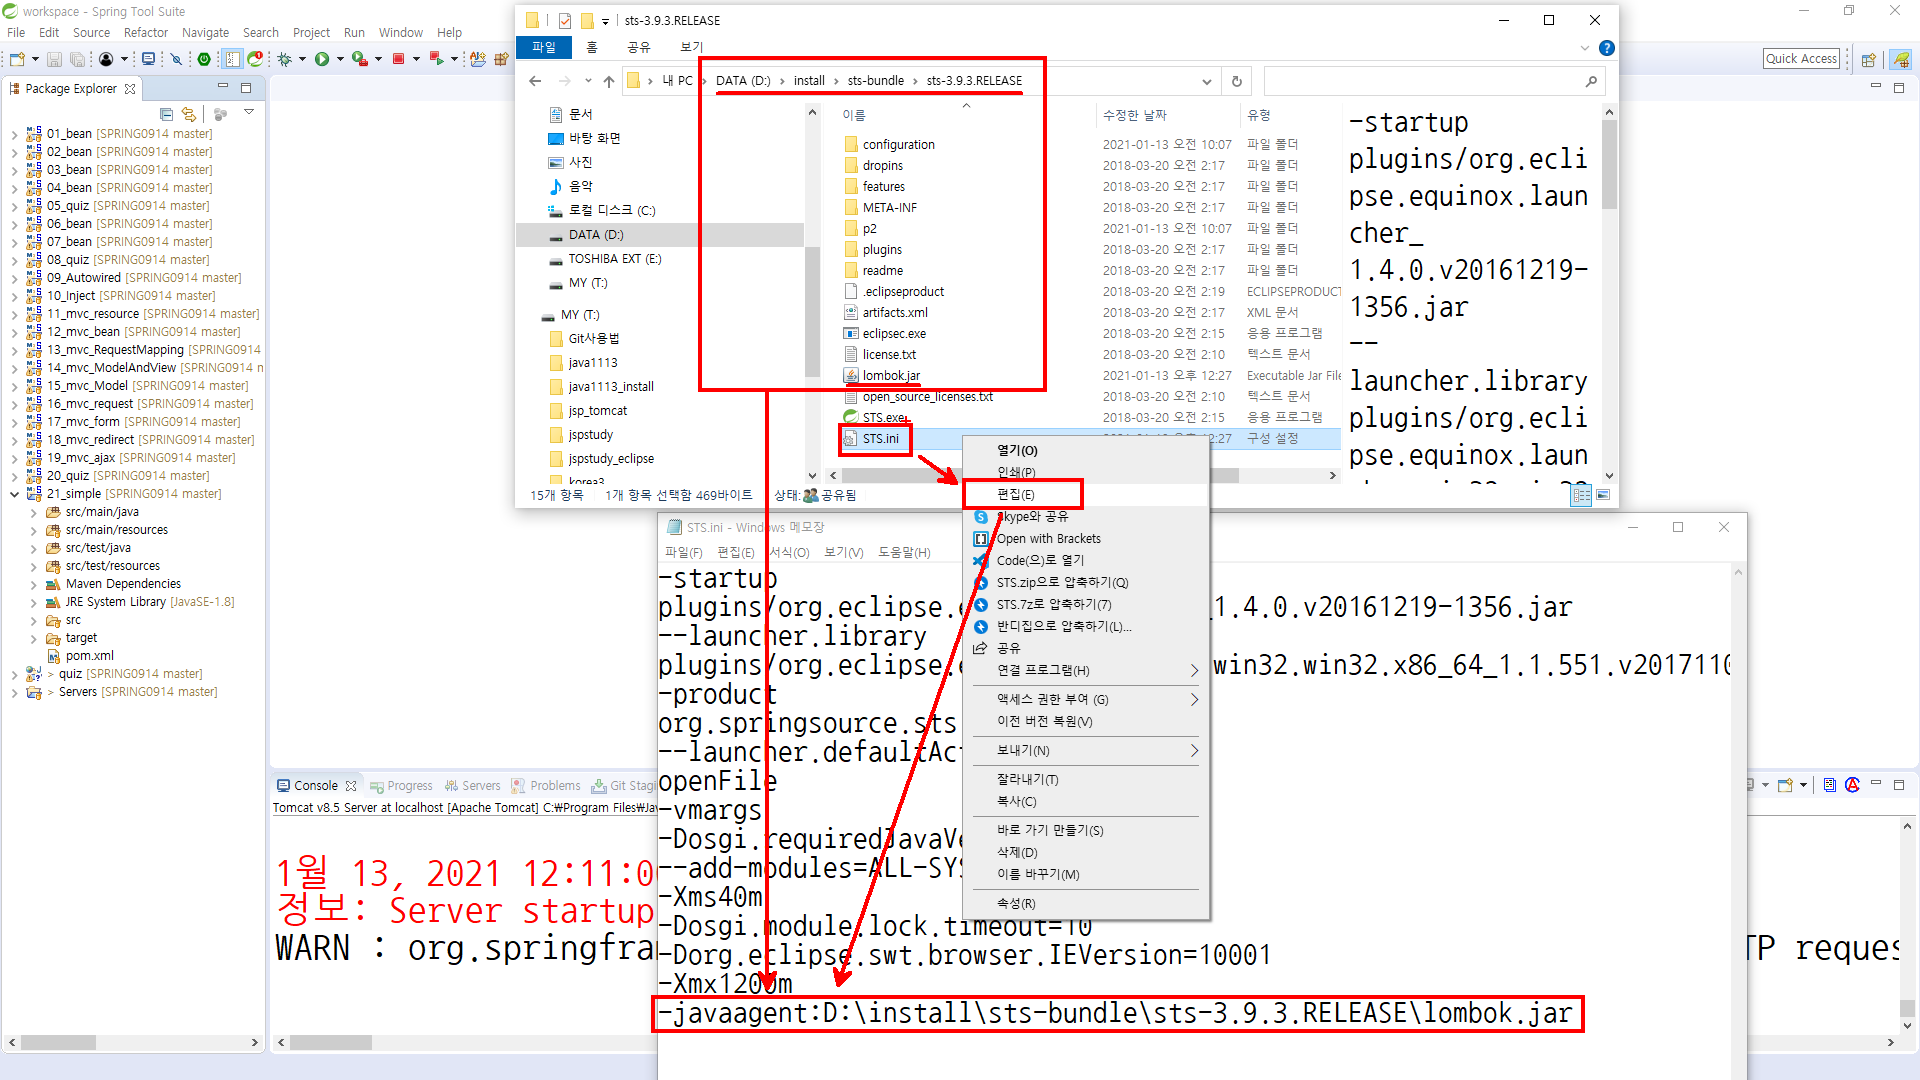 workspace - Spring Tool Suite
File Edit Source Refactor Navigate Search Project Run Window Help
Quick Access
Package Explorer
01_bean [SPRING0914 master]
02_bean [SPRING0914 master]
03_bean [SPRING0914 master]
04_bean [SPRING0914 master]
05_quiz [SPRING0914 master]
06_bean [SPRING0914 master]
07_bean [SPRING0914 master]
08_quiz [SPRING0914 master]
09_Autowired [SPRING0914 master]
10_Inject [SPRING0914 master]
11_mvc_resource [SPRING0914 master]
12_mvc_bean [SPRING0914 master]
13_mvc_RequestMapping [SPRING0914
14_mvc_ModelAndView [SPRING0914 m
15_mvc_Model [SPRING0914 master]
16_mvc_request [SPRING0914 master]
17_mvc_form [SPRING0914 master]
18_mvc_redirect [SPRING0914 master]
19_mvc_ajax [SPRING0914 master]
20_quiz [SPRING0914 master]
21_simple [SPRING0914 master]
src/main/java
src/main/resources
src/test/java
src/test/resources
Maven Dependencies
JRE System Library [JavaSE-1.8]
src
target
pom.xml
> quiz [SPRING0914 master]
> Servers [SPRING0914 master]
sts-3.9.3.RELEASE
파일 홈 공유 보기
내 PC > DATA (D:) > install > sts-bundle > sts-3.9.3.RELEASE
문서
바탕 화면
사진
음악
로컬 디스크 (C:)
DATA (D:)
TOSHIBA EXT (E:)
MY (T:)
MY (T:)
Git사용법
java1113
java1113_install
jsp_tomcat
jspstudy
jspstudy_eclipse
korea3
이름 수정한 날짜 유형
configuration 2021-01-13 오전 10:07 파일 폴더
dropins 2018-03-20 오전 2:17 파일 폴더
features 2018-03-20 오전 2:17 파일 폴더
META-INF 2018-03-20 오전 2:17 파일 폴더
p2 2021-01-13 오전 10:07 파일 폴더
plugins 2018-03-20 오전 2:17 파일 폴더
readme 2018-03-20 오전 2:17 파일 폴더
.eclipseproduct 2018-03-20 오전 2:19 ECLIPSEPRODUCT
artifacts.xml 2018-03-20 오전 2:17 XML 문서
eclipsec.exe 2018-03-20 오전 2:15 응용 프로그램
license.txt 2018-03-20 오전 2:10 텍스트 문서
lombok.jar 2021-01-13 오후 12:27 Executable Jar File
open_source_licenses.txt 2018-03-20 오전 2:10 텍스트 문서
STS.exe 2018-03-20 오전 2:15 응용 프로그램
STS.ini 12:27 구성 설정
15개 항목 1개 항목 선택함 469바이트 상태: 공유됨
-startup
plugins/org.ecli
pse.equinox.laun
cher_
1.4.0.v20161219-
1356.jar
--
launcher.library
plugins/org.ecli
pse.equinox.laun
열기(O)
인쇄(P)
편집(E)
Skype와 공유
Open with Brackets
Code(으)로 열기
STS.zip으로 압축하기(Q)
STS.7z로 압축하기(7)
반디집으로 압축하기(L)...
공유
연결 프로그램(H)
액세스 권한 부여 (G)
이전 버전 복원(V)
보내기(N)
잘라내기(T)
복사(C)
바로 가기 만들기(S)
삭제(D)
이름 바꾸기(M)
속성(R)
STS.ini - Windows 메모장
파일(F) 편집(E) 서식(O) 보기(V) 도움말(H)
-startup
plugins/org.eclipse.e _1.4.0.v20161219-1356.jar
--launcher.library
plugins/org.eclipse.e win32.win32.x86_64_1.1.551.v2017110
-product
org.springsource.sts
--launcher.defaultAct
openFile
-vmargs
-Dosgi.requiredJavaVe
--add-modules=ALL-SYS
-Xms40m
-Dosgi.module.lock.timeout=10
-Dorg.eclipse.swt.browser.IEVersion=10001
-Xmx1200m
-javaagent:D:\install\sts-bundle\sts-3.9.3.RELEASE\lombok.jar
Console Progress Servers Problems Git Stagi
Tomcat v8.5 Server at localhost [Apache Tomcat] C:₩Program Files₩Jav
1월 13, 2021 12:11:0
정보: Server startup
WARN : org.springfra TP reques